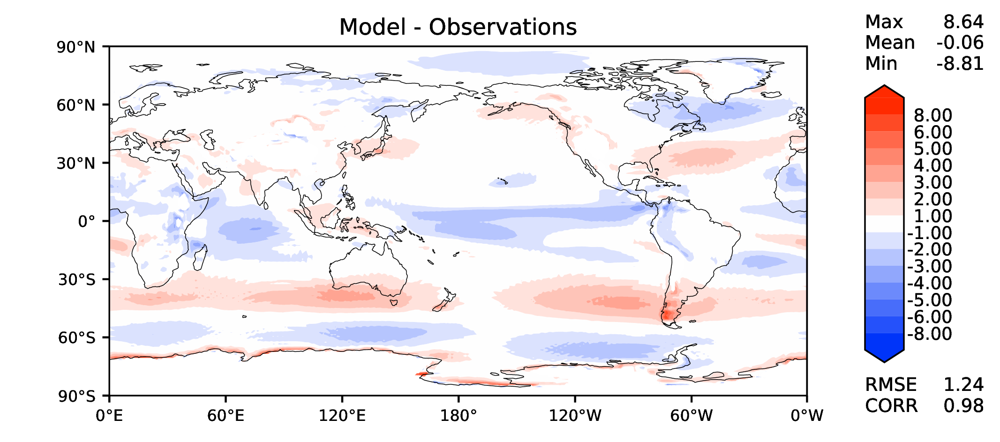 Model - Observations
Max 8.64
Mean -0.06
Min -8.81
90°N
60°N
30°N
0°
30°S
60°S
90°S
0°E 60°E 120°E 180° 120°W 60°W 0°W
8.00
6.00
5.00
4.00
3.00
2.00
1.00
-1.00
-2.00
-3.00
-4.00
-5.00
-6.00
-8.00
RMSE 1.24
CORR 0.98